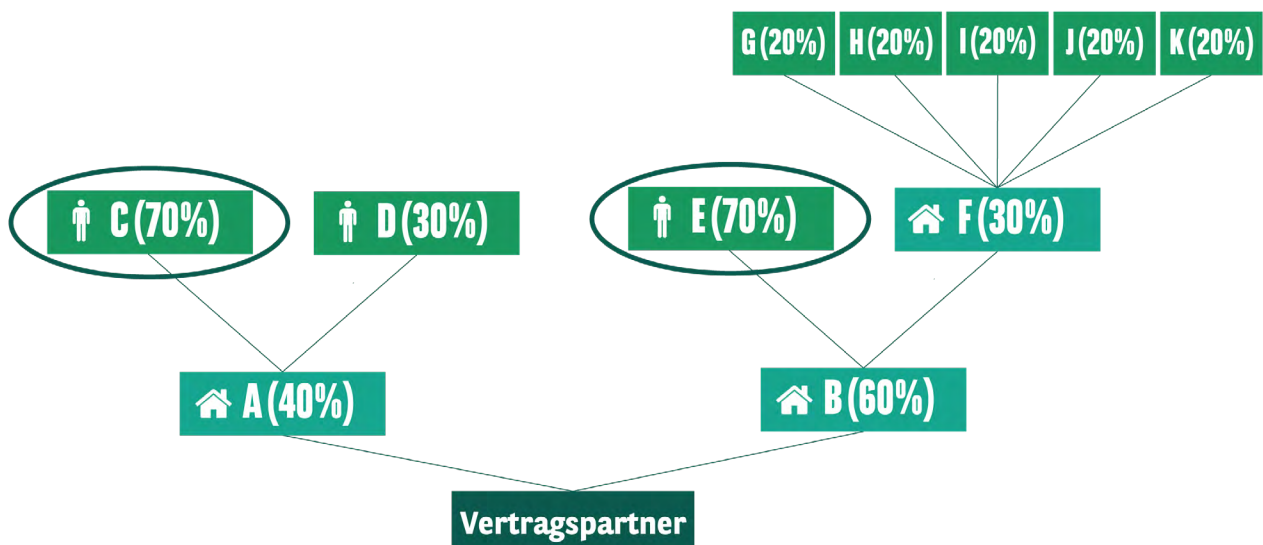 G (20%)
H (20%)
I (20%)
J (20%)
K (20%)
C (70%)
D (30%)
E (70%)
F (30%)
A (40%)
B (60%)
Vertragspartner